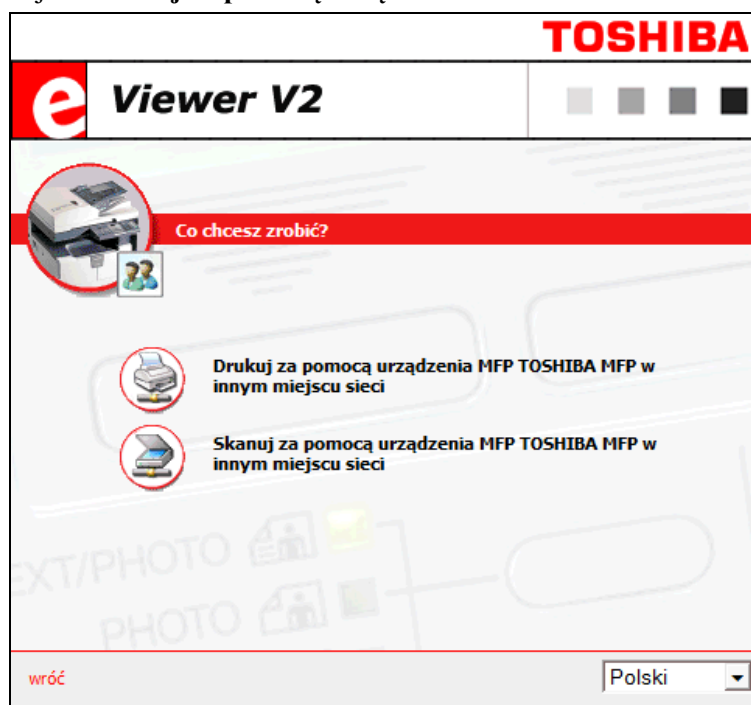 TOSHIBA
e Viewer V2
Co chcesz zrobić?
Drukuj za pomocą urządzenia MFP TOSHIBA MFP w
innym miejscu sieci
Skanuj za pomocą urządzenia MFP TOSHIBA MFP w
innym miejscu sieci
EXT/PHOTO
PHOTO
wróć
Polski